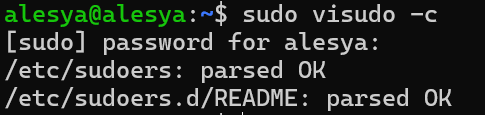 alesya@alesya:~$ sudo visudo -c
[sudo] password for alesya:
/etc/sudoers: parsed OK
/etc/sudoers.d/README: parsed OK